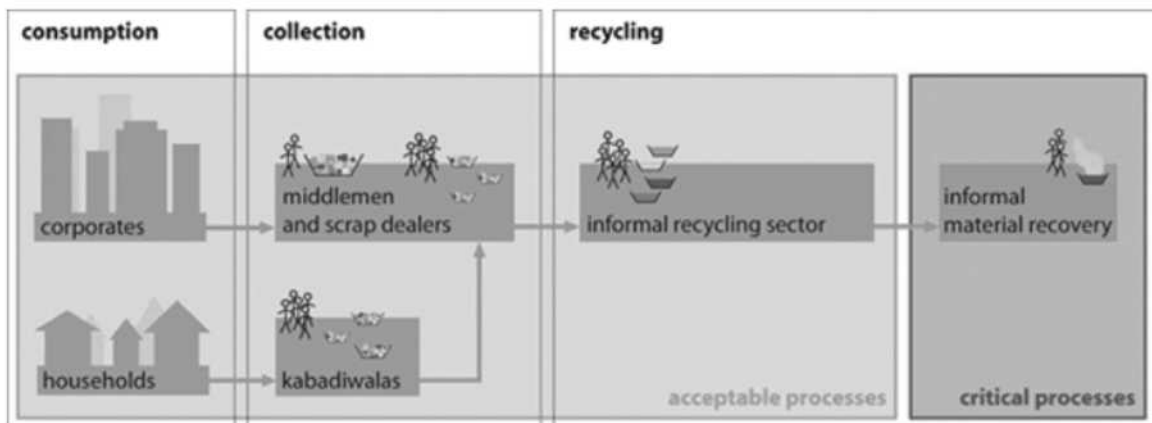 consumption
collection
recycling
corporates
middlemen
and scrap dealers
informal recycling sector
informal
material recovery
households
kabadiwalas
acceptable processes
critical processes